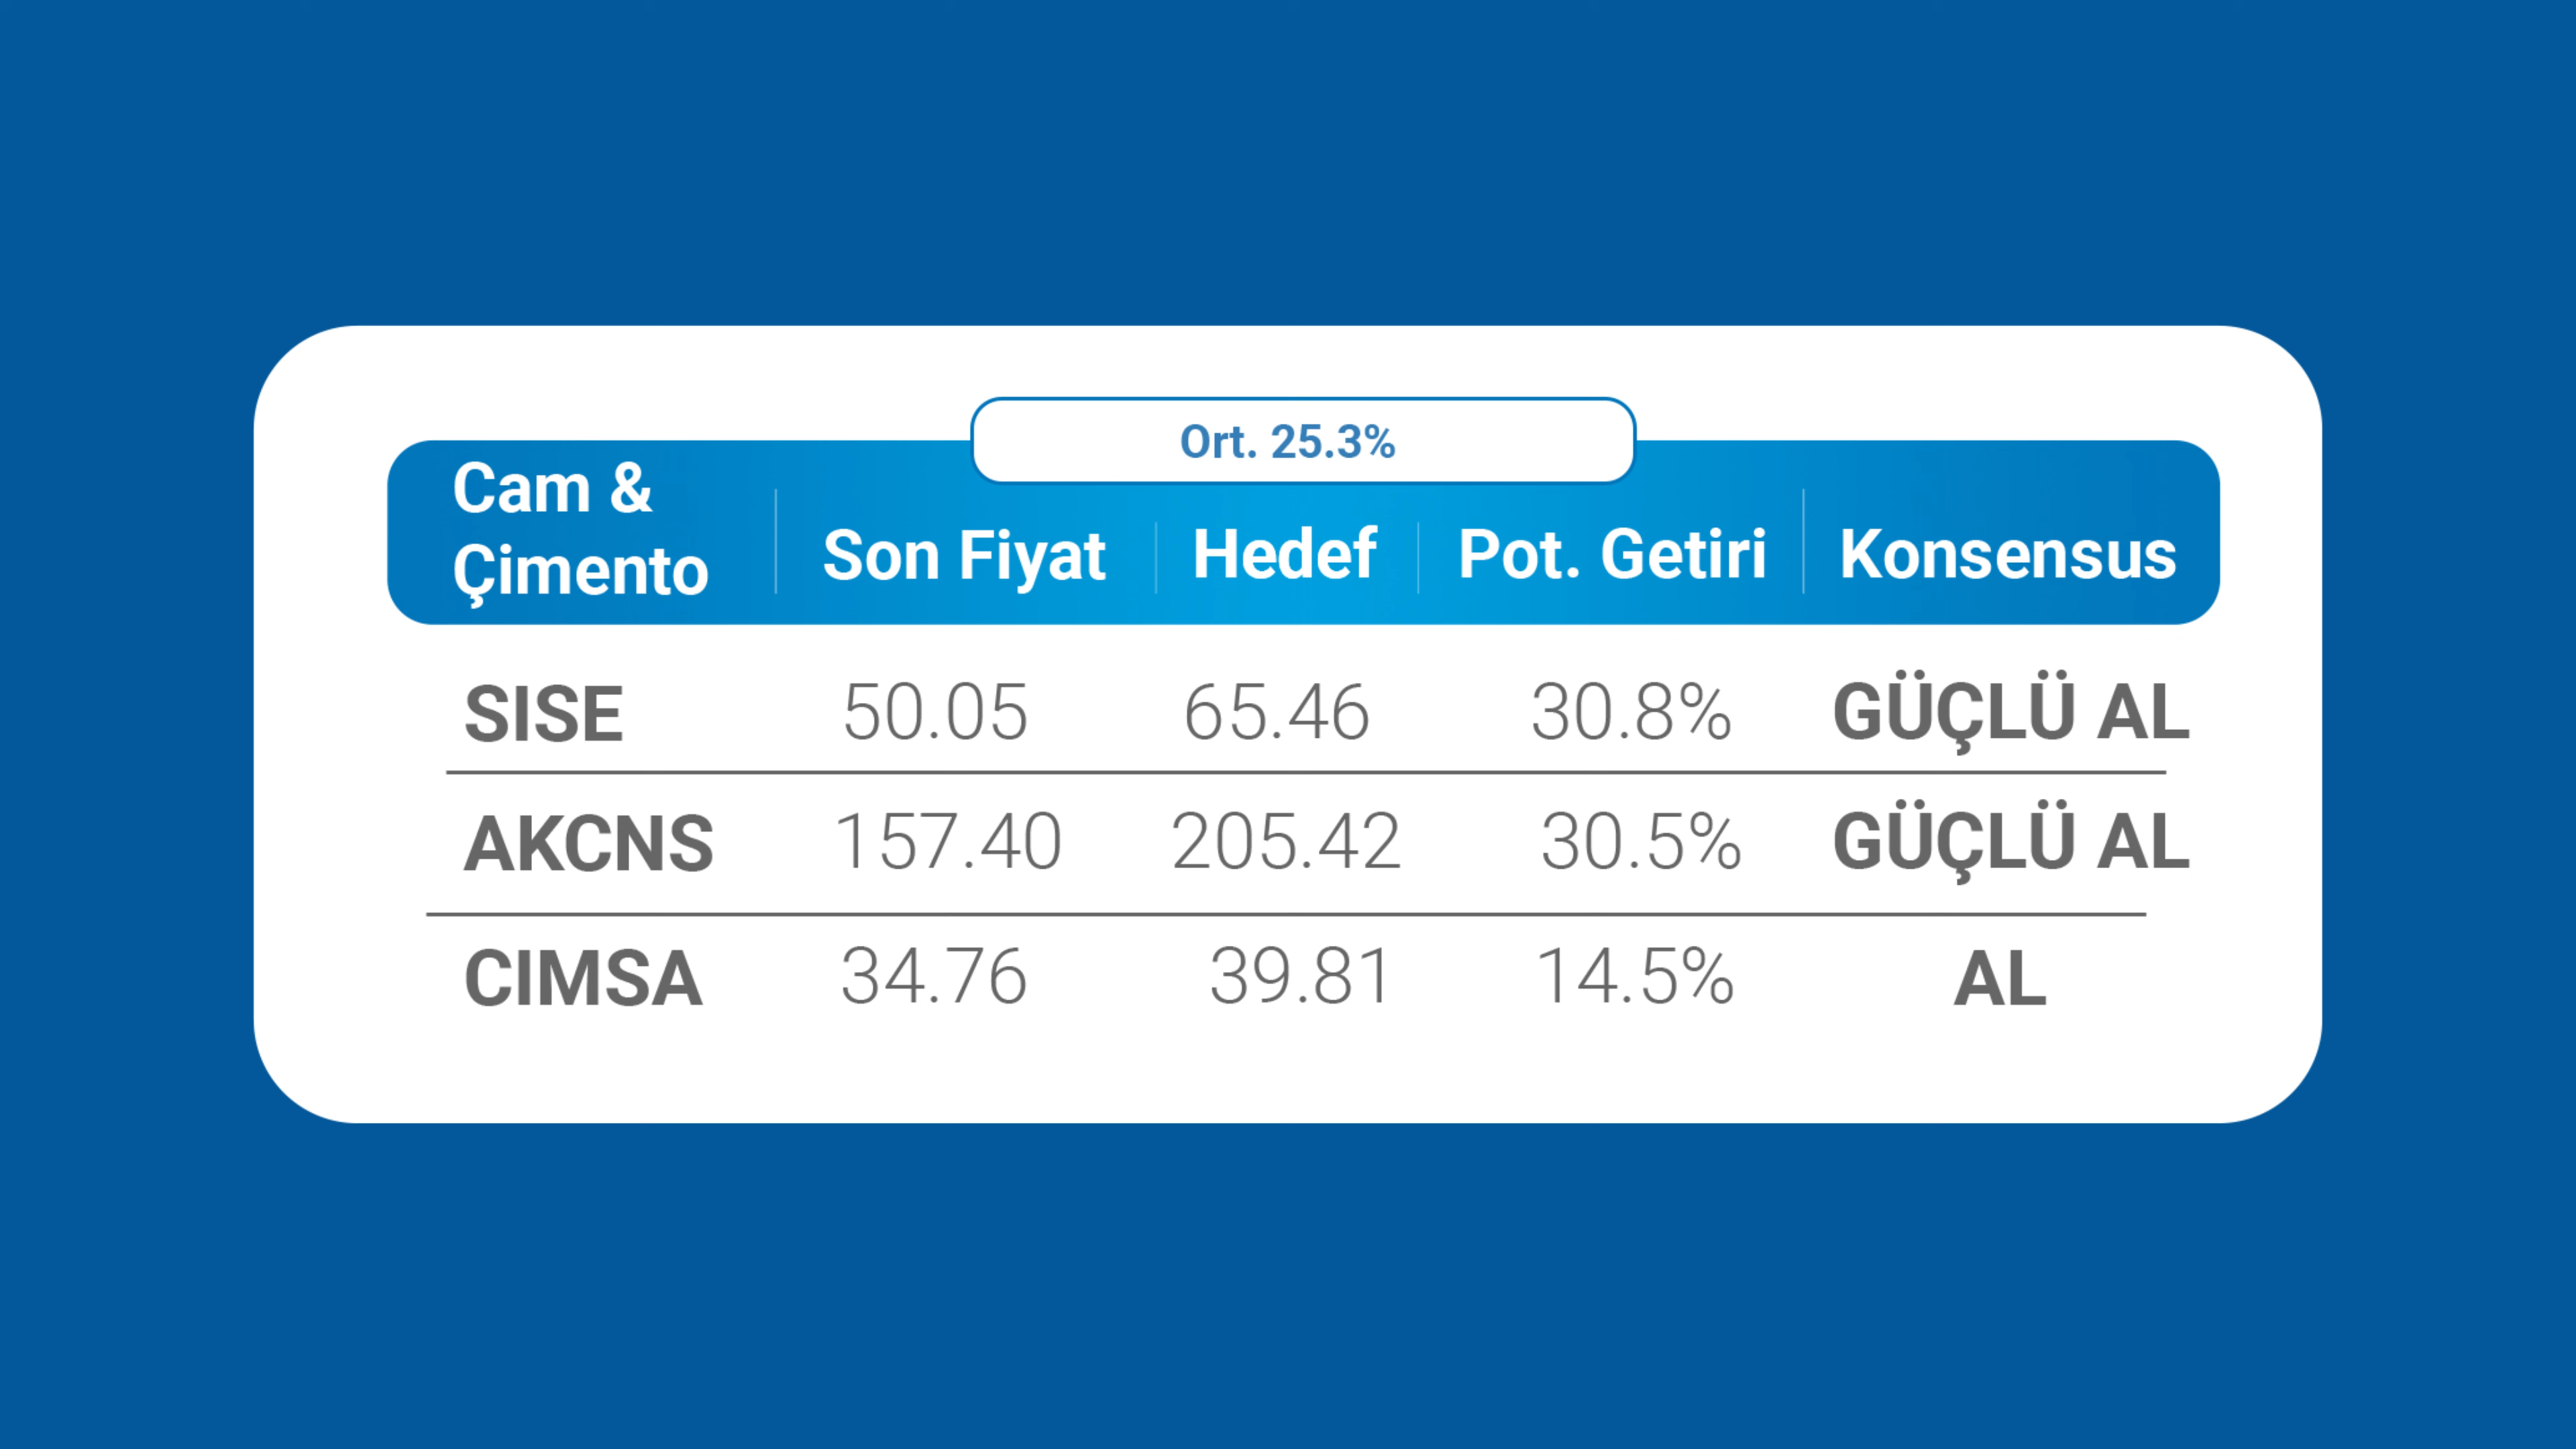 Ort. 25.3%
Cam &
Çimento
Son Fiyat Hedef Pot. Getiri Konsensus
SISE 50.05 65.46 30.8% GÜÇLÜ AL
AKCNS 157.40 205.42 30.5% GÜÇLÜ AL
CIMSA 34.76 39.81 14.5% AL